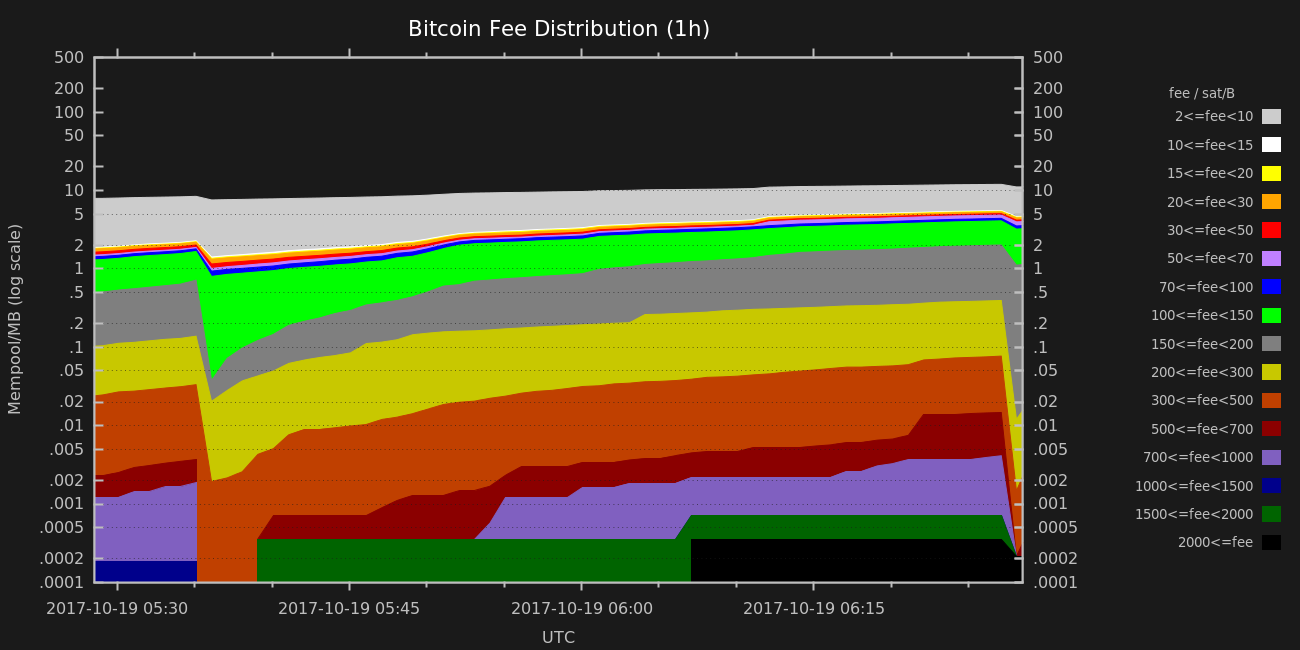 Bitcoin Fee Distribution (1h)
Mempool/MB (log scale)
500
200
100
50
20
10
5
2
1
.5
.2
.1
.05
.02
.01
.005
.002
.001
.0005
.0002
.0001
500
200
100
50
20
10
5
2
1
.5
.2
.1
.05
.02
.01
.005
.002
.001
.0005
.0002
.0001
2017-10-19 05:30
2017-10-19 05:45
2017-10-19 06:00
2017-10-19 06:15
UTC
fee / sat/B
2<=fee<10
10<=fee<15
15<=fee<20
20<=fee<30
30<=fee<50
50<=fee<70
70<=fee<100
100<=fee<150
150<=fee<200
200<=fee<300
300<=fee<500
500<=fee<700
700<=fee<1000
1000<=fee<1500
1500<=fee<2000
2000<=fee